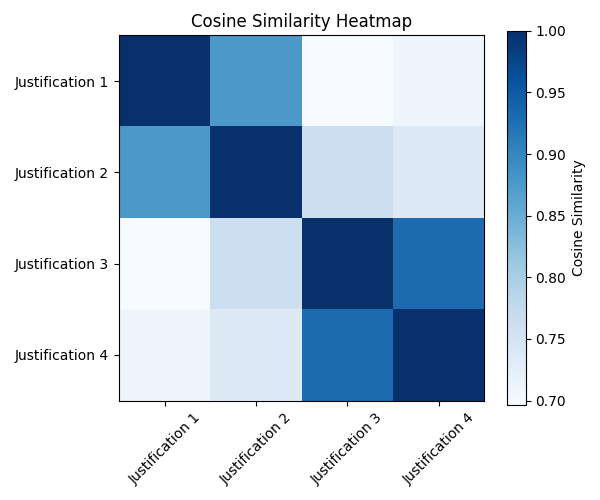 Cosine Similarity Heatmap
Justification 1
Justification 2
Justification 3
Justification 4
Justification 1
Justification 2
Justification 3
Justification 4
1.00
0.95
0.90
0.85
0.80
0.75
0.70
Cosine Similarity